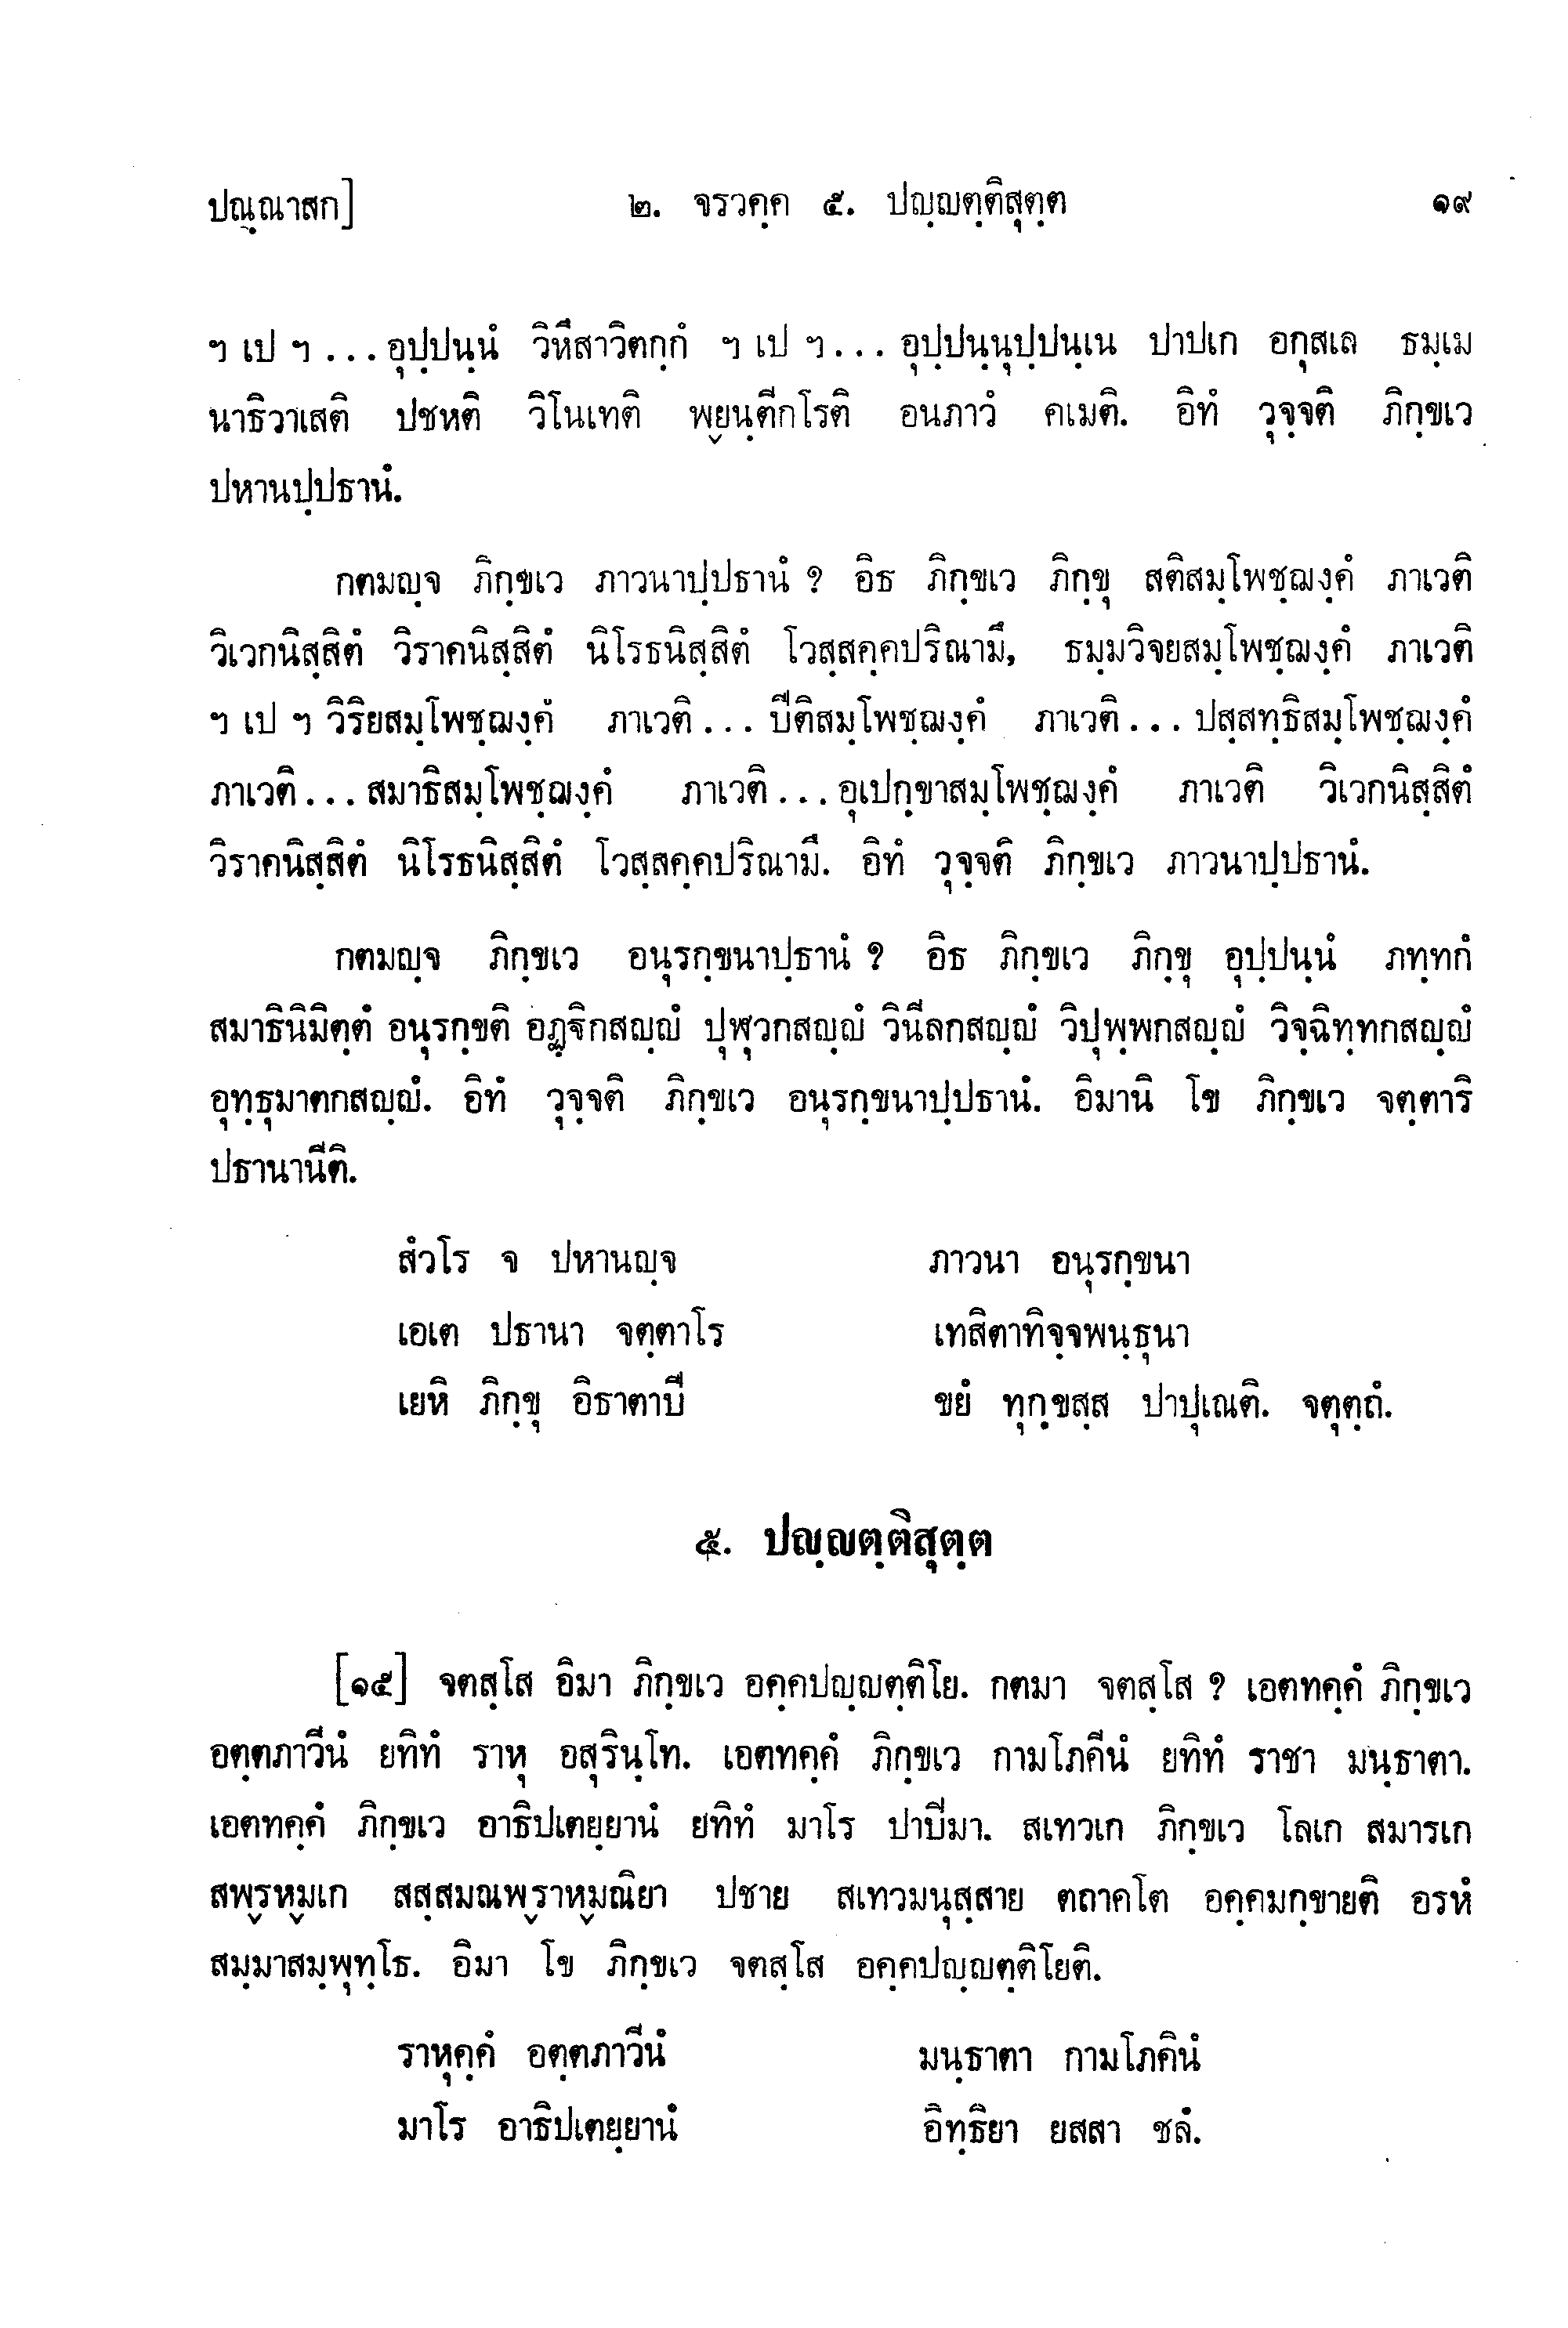 ปณฺณาสก] ๒. จรวคฺค ๕. ปญฺญตฺติสุตฺต ๑๙
ฯ เป ฯ ... อุปฺปนฺนํ วิหึสาวิตกฺกํ ฯ เป ฯ ... อุปฺปนฺนุปฺปนฺเน ปาปเก อกุสเล ธมฺเม
นาธิวาเสติ ปชหติ วิโนเทติ พฺยนฺตีกโรติ อนภาวํ คเมติ. อิทํ วุจฺจติ ภิกฺขเว
ปหานปฺปธานํ.
กตมญฺจ ภิกฺขเว ภาวนาปฺปธานํ ? อิธ ภิกฺขเว ภิกฺขุ สติสมฺโพชฺฌงฺคํ ภาเวติ
วิเวกนิสฺสิตํ วิราคนิสฺสิตํ นิโรธนิสฺสิตํ โวสฺสคฺคปริณามึ, ธมฺมวิจยสมฺโพชฺฌงฺคํ ภาเวติ
ฯ เป ฯ วิริยสมฺโพชฺฌงฺคํ ภาเวติ ... ปีติสมฺโพชฺฌงฺคํ ภาเวติ ... ปสฺสทฺธิสมฺโพชฺฌงฺคํ
ภาเวติ ... สมาธิสมฺโพชฺฌงฺคํ ภาเวติ ... อุเปกฺขาสมฺโพชฺฌงฺคํ ภาเวติ วิเวกนิสฺสิตํ
วิราคนิสฺสิตํ นิโรธนิสฺสิตํ โวสฺสคฺคปริณามึ. อิทํ วุจฺจติ ภิกฺขเว ภาวนาปฺปธานํ.
กตมญฺจ ภิกฺขเว อนุรกฺขนาปฺธานํ ? อิธ ภิกฺขเว ภิกฺขุ อุปฺปนฺนํ ภทฺทกํ
สมาธินิมิตฺตํ อนุรกฺขติ อฏฺฐิกสญฺญํ ปุฬุวกสญฺญํ วินีลกสญฺญํ วิปุพฺพกสญฺญํ วิจฺฉิทฺทกสญฺญํ
อุทฺธุมาตกสญฺญํ. อิทํ วุจฺจติ ภิกฺขเว อนุรกฺขนาปฺปธานํ. อิมานิ โข ภิกฺขเว จตฺตาริ
ปธานานีติ.
สํวโร จ ปหานญฺจ ภาวนา อนุรกฺขนา
เอเต ปธานา จตฺตาโร เทสิตาทิจฺจพนฺธุนา
เยหิ ภิกฺขุ อิธาตาปี ขยํ ทุกฺขสฺส ปาปุเณติ. จตุตฺถํ.
๕. ปญฺญตฺติสุตฺต
[๑๕] จตสฺโส อิมา ภิกฺขเว อคฺคปญฺญตฺติโย. กตมา จตสฺโส ? เอตทคฺคํ ภิกฺขเว
อตฺตภาวีนํ ยทิทํ ราหุ อสุรินฺโท. เอตทคฺคํ ภิกฺขเว กามโภคีนํ ยทิทํ ราชา มนฺธาตา.
เอตทคฺคํ ภิกฺขเว อาธิปเตยฺยานํ ยทิทํ มาโร ปาปิมา. สเทวเก ภิกฺขเว โลเก สมารเก
สพฺรหฺมเก สสฺสมณพฺราหฺมณิยา ปชาย สเทวมนุสฺสาย ตถาคโต อคฺคมกฺขายติ อรหํ
สมฺมาสมฺพุทฺโธ. อิมา โข ภิกฺขเว จตสฺโส อคฺคปญฺญตฺติโยติ.
ราหุคฺคํ อตฺตภาวีนํ มนฺธาตา กามโภคินํ
มาโร อาธิปเตยฺยานํ อิทฺธิยา ยสสา ชลํ.